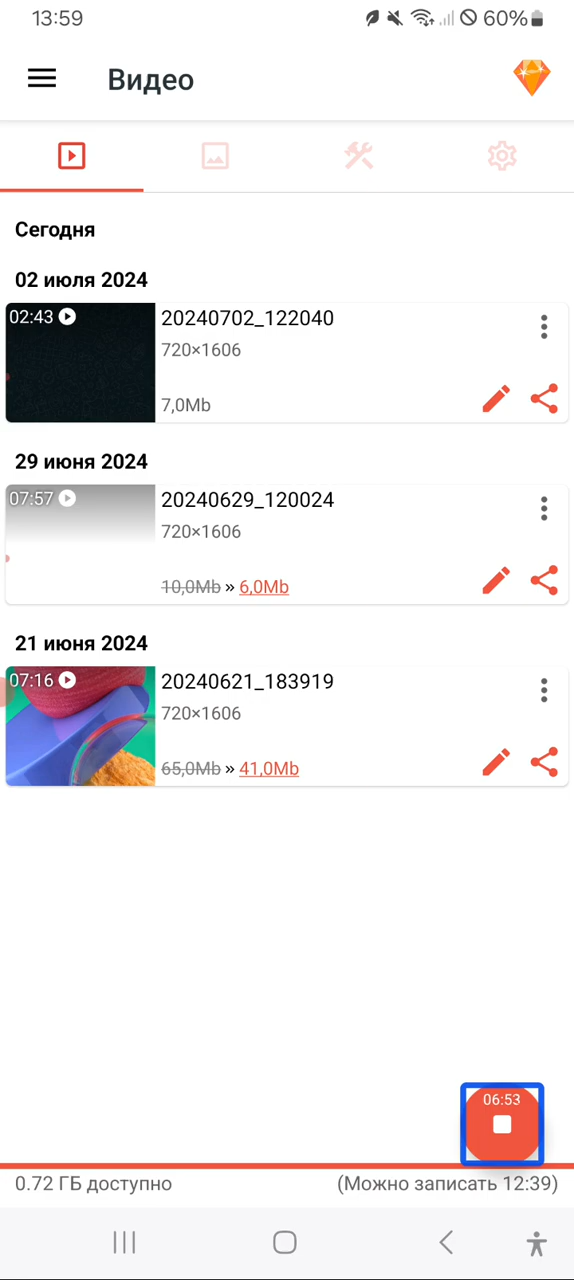 13:59 60%
Видео
Сегодня
02 июля 2024
02:43
20240702_122040
720×1606
7,0Mb
29 июня 2024
07:57
20240629_120024
720×1606
10,0Mb » 6,0Mb
21 июня 2024
07:16
20240621_183919
720×1606
65,0Mb » 41,0Mb
06:53
0.72 ГБ доступно (Можно записать 12:39)